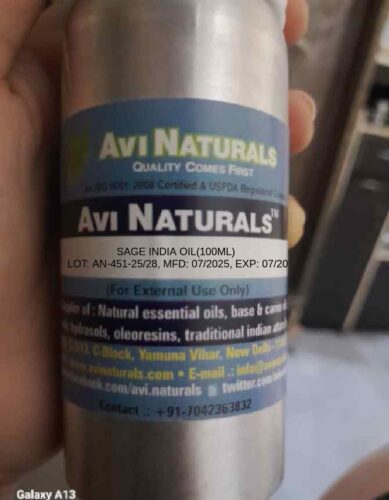 AVI NATURALS
QUALITY COMES FIRST
An ISO 9001: 2008 Certified & USFDA Registered
AVI NATURALS™
SAGE INDIA OIL(100ML)
LOT: AN-451-25/28, MFD: 07/2025, EXP: 07/20
(For External Use Only)
of : Natural essential oils, base &
hydrosols, oleoresins, traditional indian
C-Block, Yamuna Vihar, New Delhi
www.avinaturals.com • E-mail .: info@
facebook.com/avi.naturals twitter.com/
Contact .: +91-7042363832
Galaxy A13